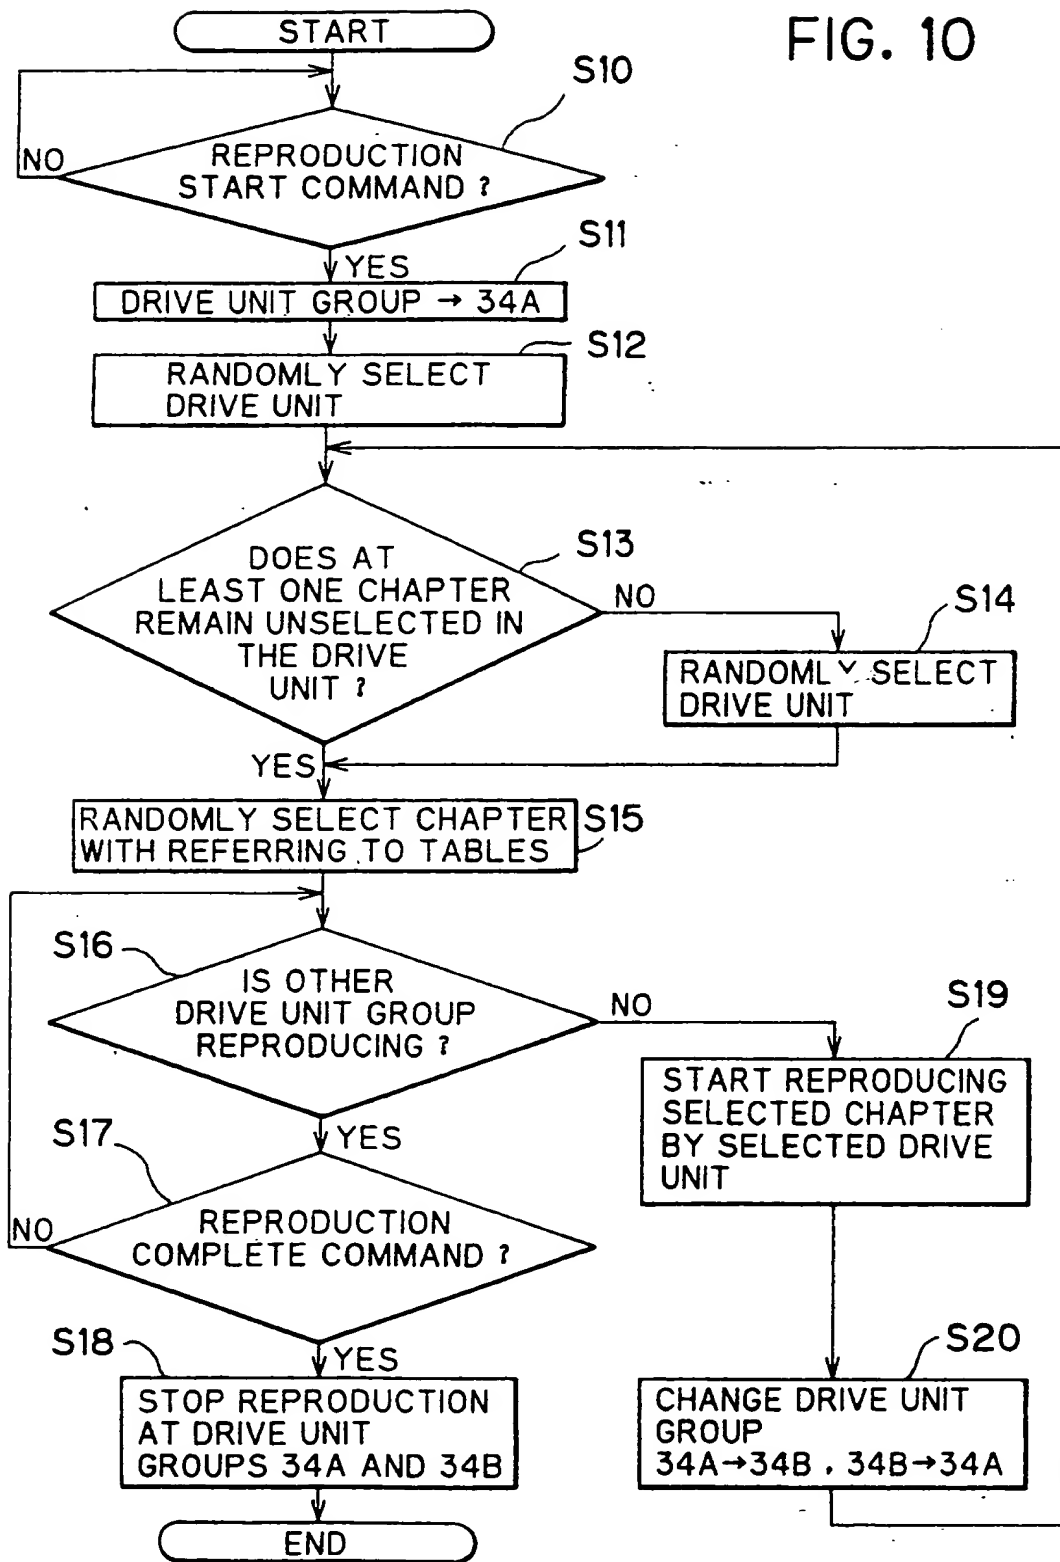 FIG. 10
START
S10
REPRODUCTION
START COMMAND ?
NO
YES
S11
DRIVE UNIT GROUP → 34A
S12
RANDOMLY SELECT
DRIVE UNIT
S13
DOES AT
LEAST ONE CHAPTER
REMAIN UNSELECTED IN
THE DRIVE
UNIT ?
NO
S14
RANDOMLY SELECT
DRIVE UNIT
YES
RANDOMLY SELECT CHAPTER
WITH REFERRING TO TABLES
S15
S16
IS OTHER
DRIVE UNIT GROUP
REPRODUCING ?
NO
S19
START REPRODUCING
SELECTED CHAPTER
BY SELECTED DRIVE
UNIT
YES
S17
REPRODUCTION
COMPLETE COMMAND ?
NO
YES
S18
STOP REPRODUCTION
AT DRIVE UNIT
GROUPS 34A AND 34B
S20
CHANGE DRIVE UNIT
GROUP
34A→34B , 34B→34A
END